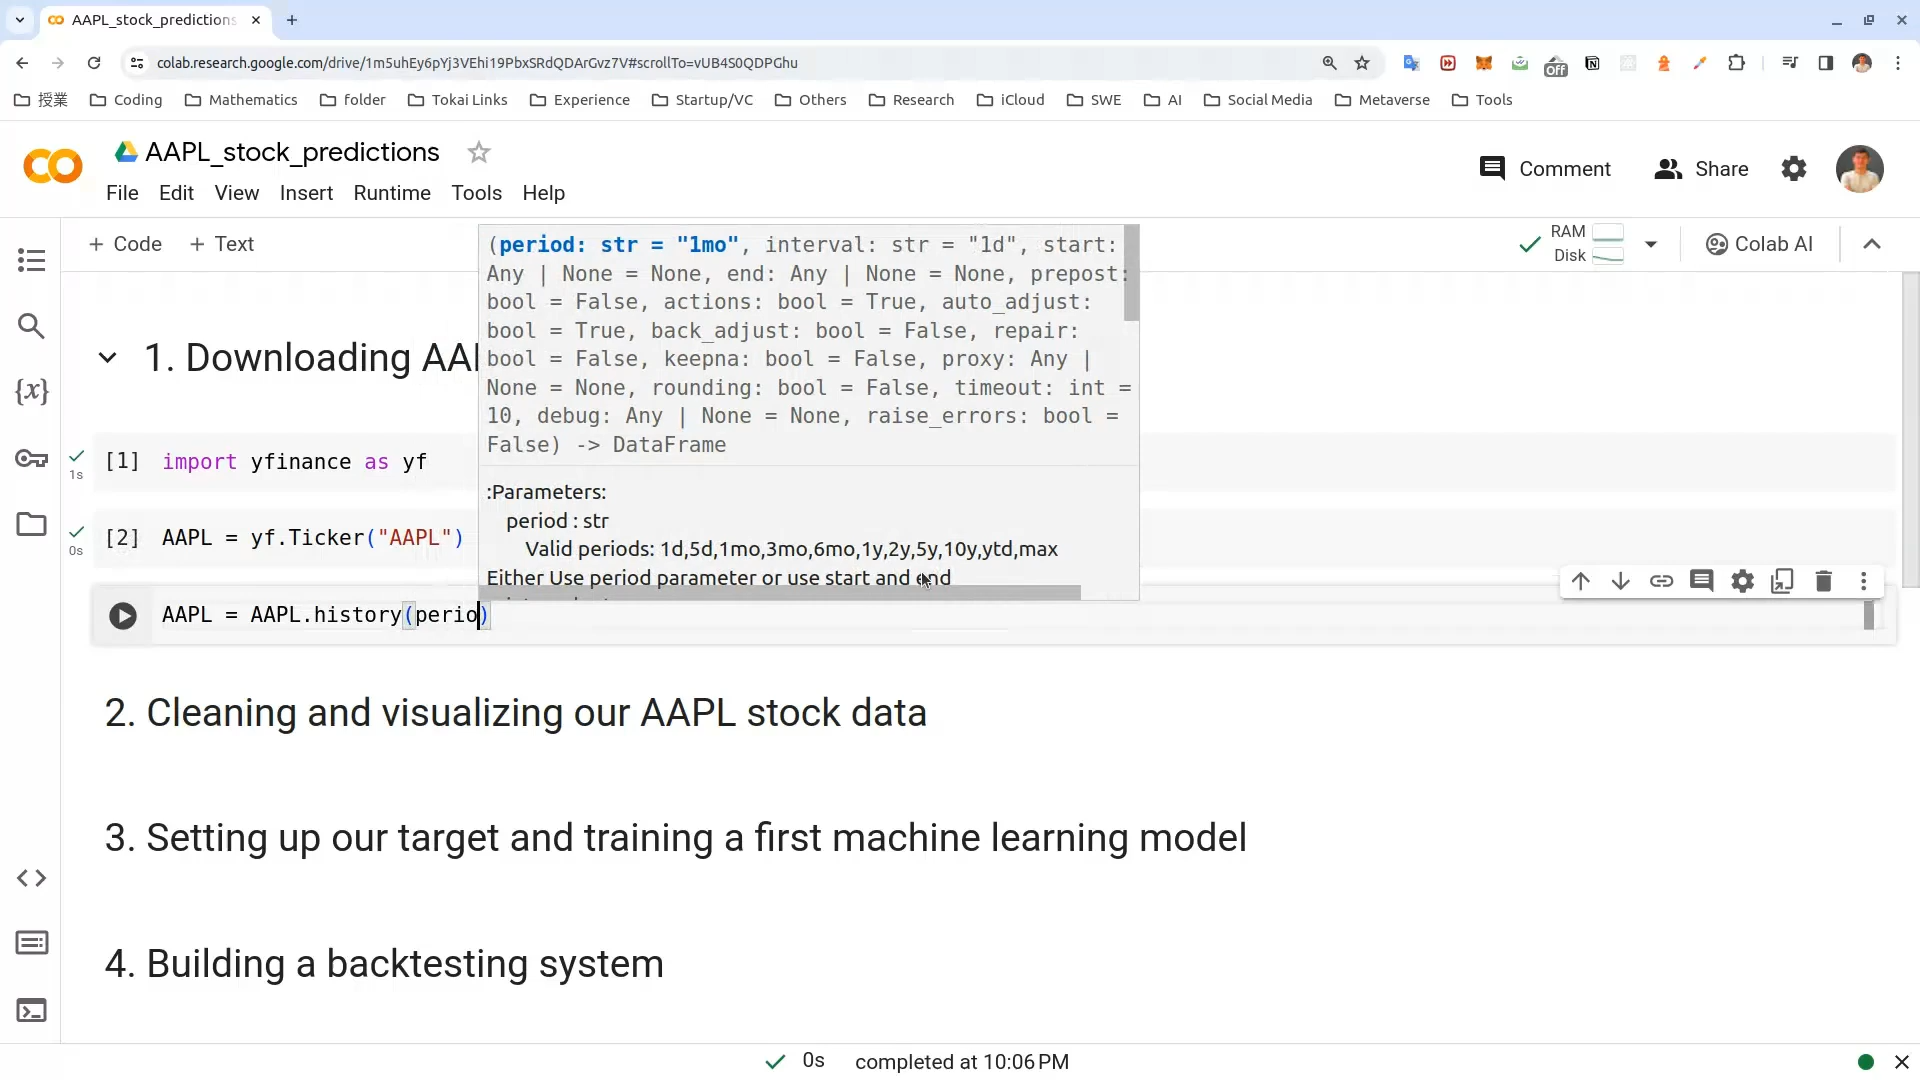 AAPL_stock_predictions
colab.research.google.com/drive/1m5uhEy6pYj3VEhi19PbxSRdQDArGvz7V#scrollTo=vUB4S0QDPGhu
Off
授業 Coding Mathematics folder Tokai Links Experience Startup/VC Others Research iCloud SWE AI Social Media Metaverse Tools
AAPL_stock_predictions
Comment Share
File Edit View Insert Runtime Tools Help
+ Code + Text
RAM
Disk
Colab AI
(period: str = "1mo", interval: str = "1d", start:
Any | None = None, end: Any | None = None, prepost:
bool = False, actions: bool = True, auto_adjust:
bool = True, back_adjust: bool = False, repair:
bool = False, keepna: bool = False, proxy: Any |
None = None, rounding: bool = False, timeout: int =
10, debug: Any | None = None, raise_errors: bool =
False) -> DataFrame
:Parameters:
period : str
Valid periods: 1d,5d,1mo,3mo,6mo,1y,2y,5y,10y,ytd,max
Either Use period parameter or use start and end
1. Downloading AA
1s
[1] import yfinance as yf
0s
[2] AAPL = yf.Ticker("AAPL")
AAPL = AAPL.history(perio)
2. Cleaning and visualizing our AAPL stock data
3. Setting up our target and training a first machine learning model
4. Building a backtesting system
0s completed at 10:06 PM